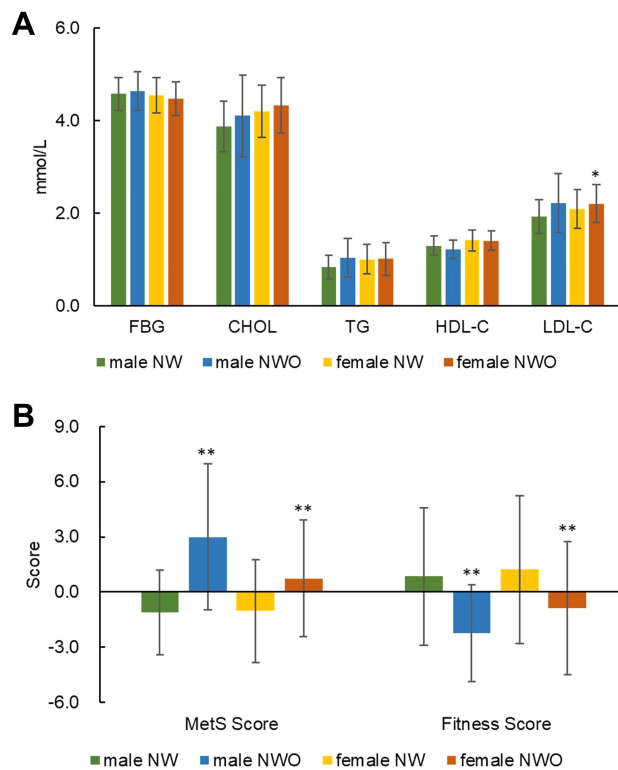 A
6.0
4.0
2.0
0.0
mmol/L
*
FBG CHOL TG HDL-C LDL-C
male NW male NWO female NW female NWO
B
9.0
6.0
3.0
0.0
-3.0
-6.0
Score
** ** ** **
MetS Score Fitness Score
male NW male NWO female NW female NWO